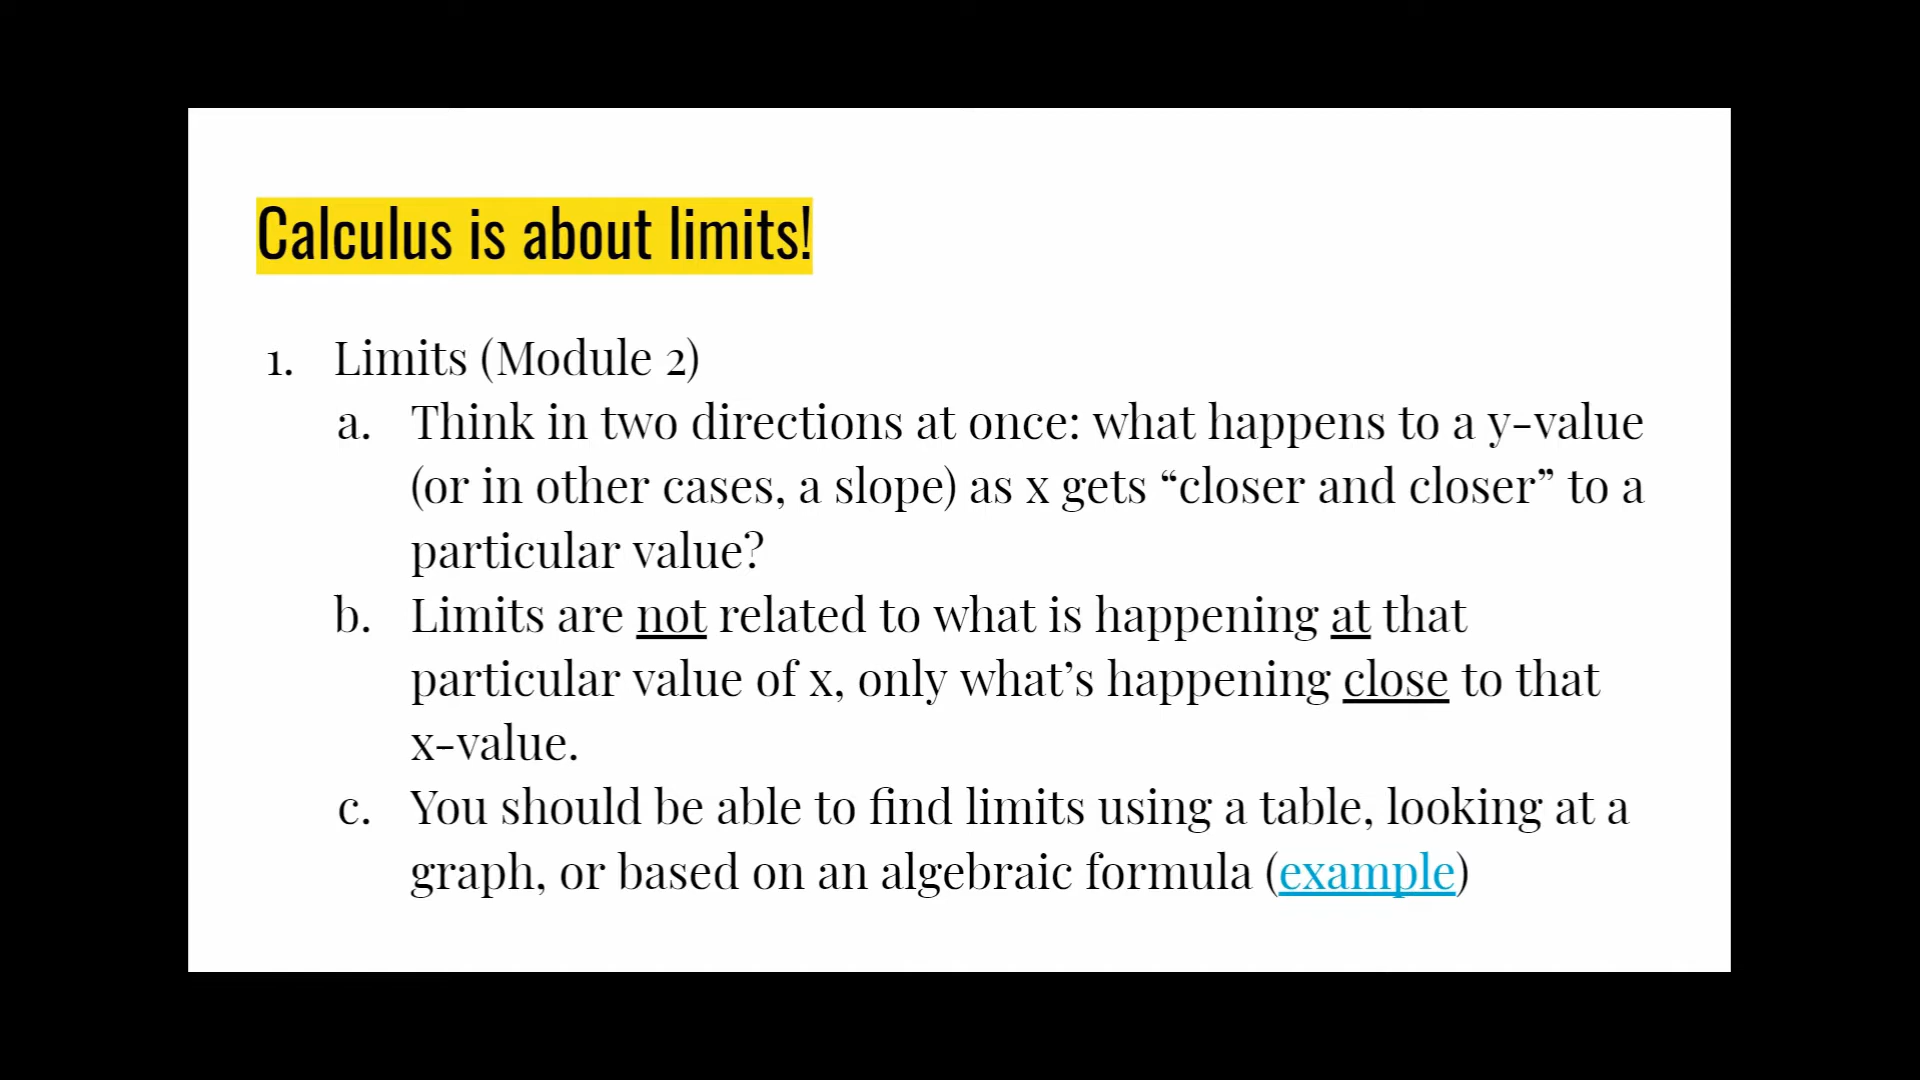 Calculus is about limits!
1. Limits (Module 2)
a. Think in two directions at once: what happens to a y-value
(or in other cases, a slope) as x gets “closer and closer” to a
particular value?
b. Limits are not related to what is happening at that
particular value of x, only what’s happening close to that
x-value.
c. You should be able to find limits using a table, looking at a
graph, or based on an algebraic formula (example)